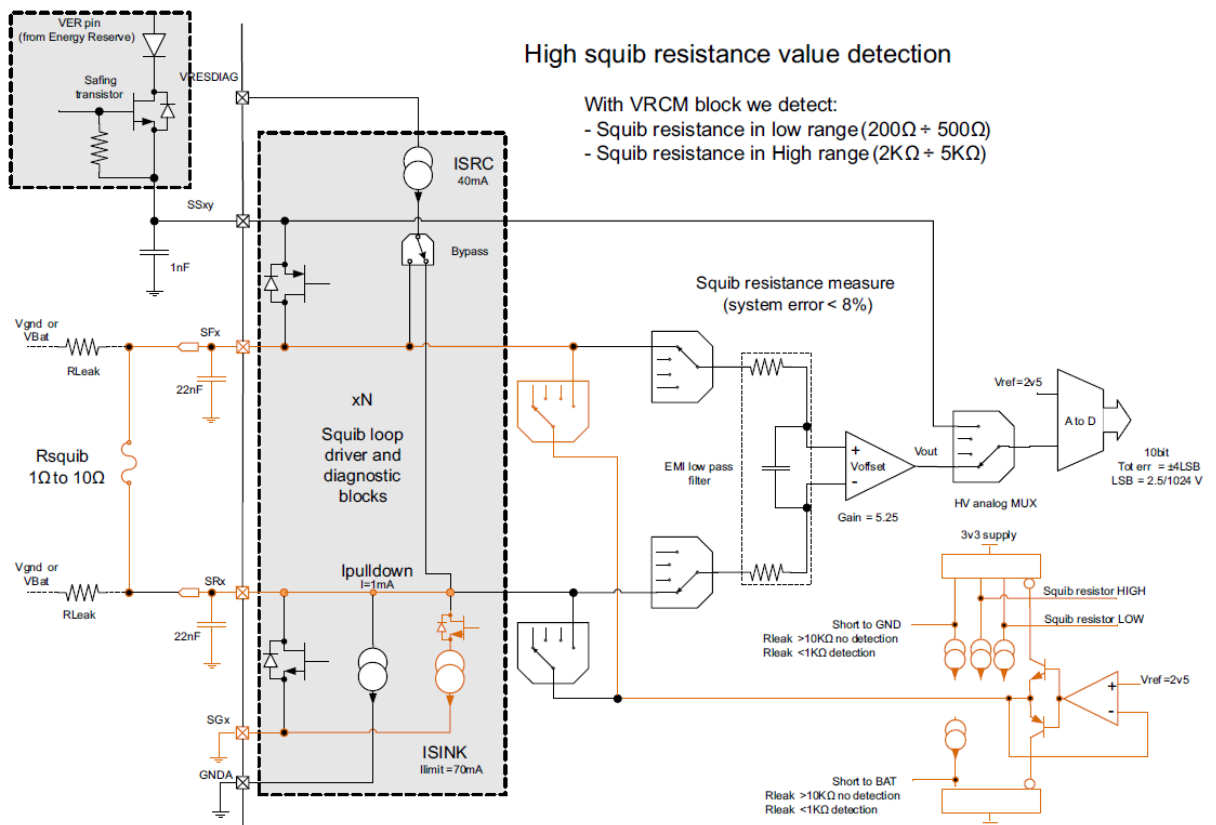 VER pin
(from Energy Reserve)
Safing
transistor
VRESDIAG
High squib resistance value detection
With VRCM block we detect:
- Squib resistance in low range (200Ω ÷ 500Ω)
- Squib resistance in High range (2KΩ ÷ 5KΩ)
ISRC
40mA
SSxy
1nF
Bypass
Squib resistance measure
(system error < 8%)
Vgnd or
VBat
RLeak
SFx
22nF
xN
Squib loop
driver and
diagnostic
blocks
Rsquib
1Ω to 10Ω
EMI low pass
filter
+
Voffset
-
Vout
Gain = 5.25
Vref=2v5
A to D
HV analog MUX
10bit
Tot err = ±4LSB
LSB = 2.5/1024 V
Vgnd or
VBat
RLeak
SRx
22nF
Ipulldown
I=1mA
3v3 supply
Squib resistor HIGH
Squib resistor LOW
Short to GND
Rleak >10KΩ no detection
Rleak <1KΩ detection
+
-
Vref=2v5
SGx
GNDA
ISINK
Ilimit =70mA
Short to BAT
Rleak >10KΩ no detection
Rleak <1KΩ detection